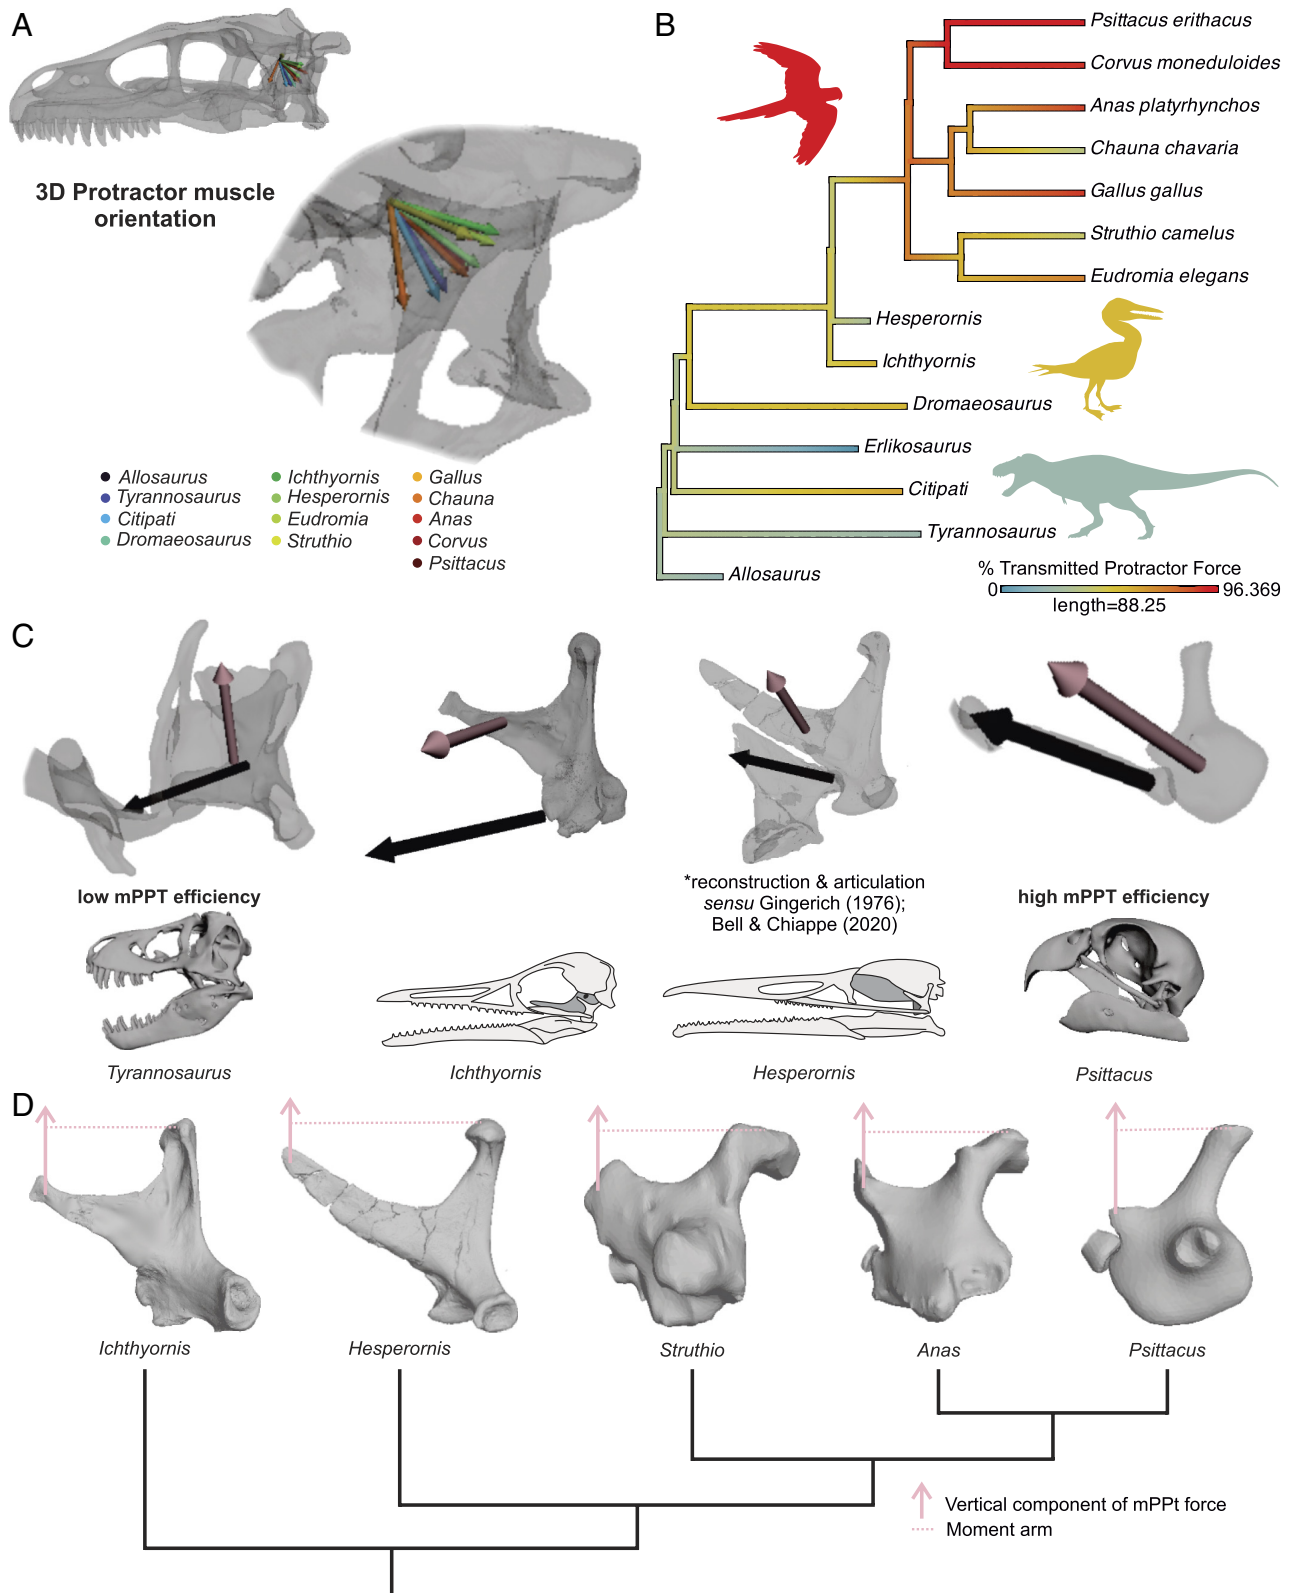 A
3D Protractor muscle
orientation
Allosaurus
Tyrannosaurus
Citipati
Dromaeosaurus
Ichthyornis
Hesperornis
Eudromia
Struthio
Gallus
Chauna
Anas
Corvus
Psittacus
B
Psittacus erithacus
Corvus moneduloides
Anas platyrhynchos
Chauna chavaria
Gallus gallus
Struthio camelus
Eudromia elegans
Hesperornis
Ichthyornis
Dromaeosaurus
Erlikosaurus
Citipati
Tyrannosaurus
Allosaurus
% Transmitted Protractor Force
0 96.369
length=88.25
C
low mPPT efficiency
*reconstruction & articulation
sensu Gingerich (1976);
Bell & Chiappe (2020)
high mPPT efficiency
Tyrannosaurus
Ichthyornis
Hesperornis
Psittacus
D
Ichthyornis
Hesperornis
Struthio
Anas
Psittacus
Vertical component of mPPt force
Moment arm